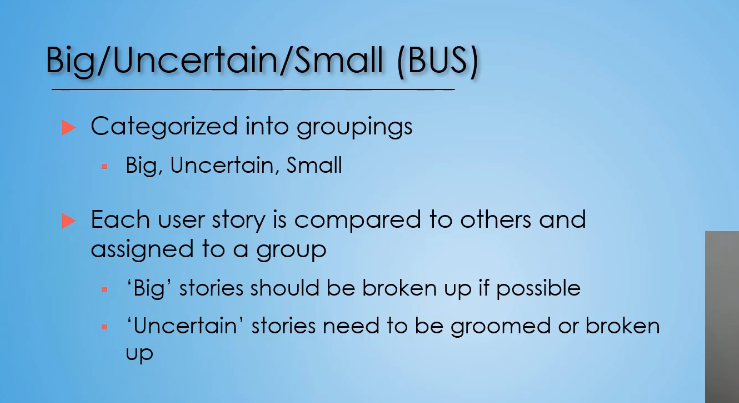 Big/Uncertain/Small (BUS)
Categorized into groupings
Big, Uncertain, Small
Each user story is compared to others and
assigned to a group
‘Big’ stories should be broken up if possible
‘Uncertain’ stories need to be groomed or broken
up